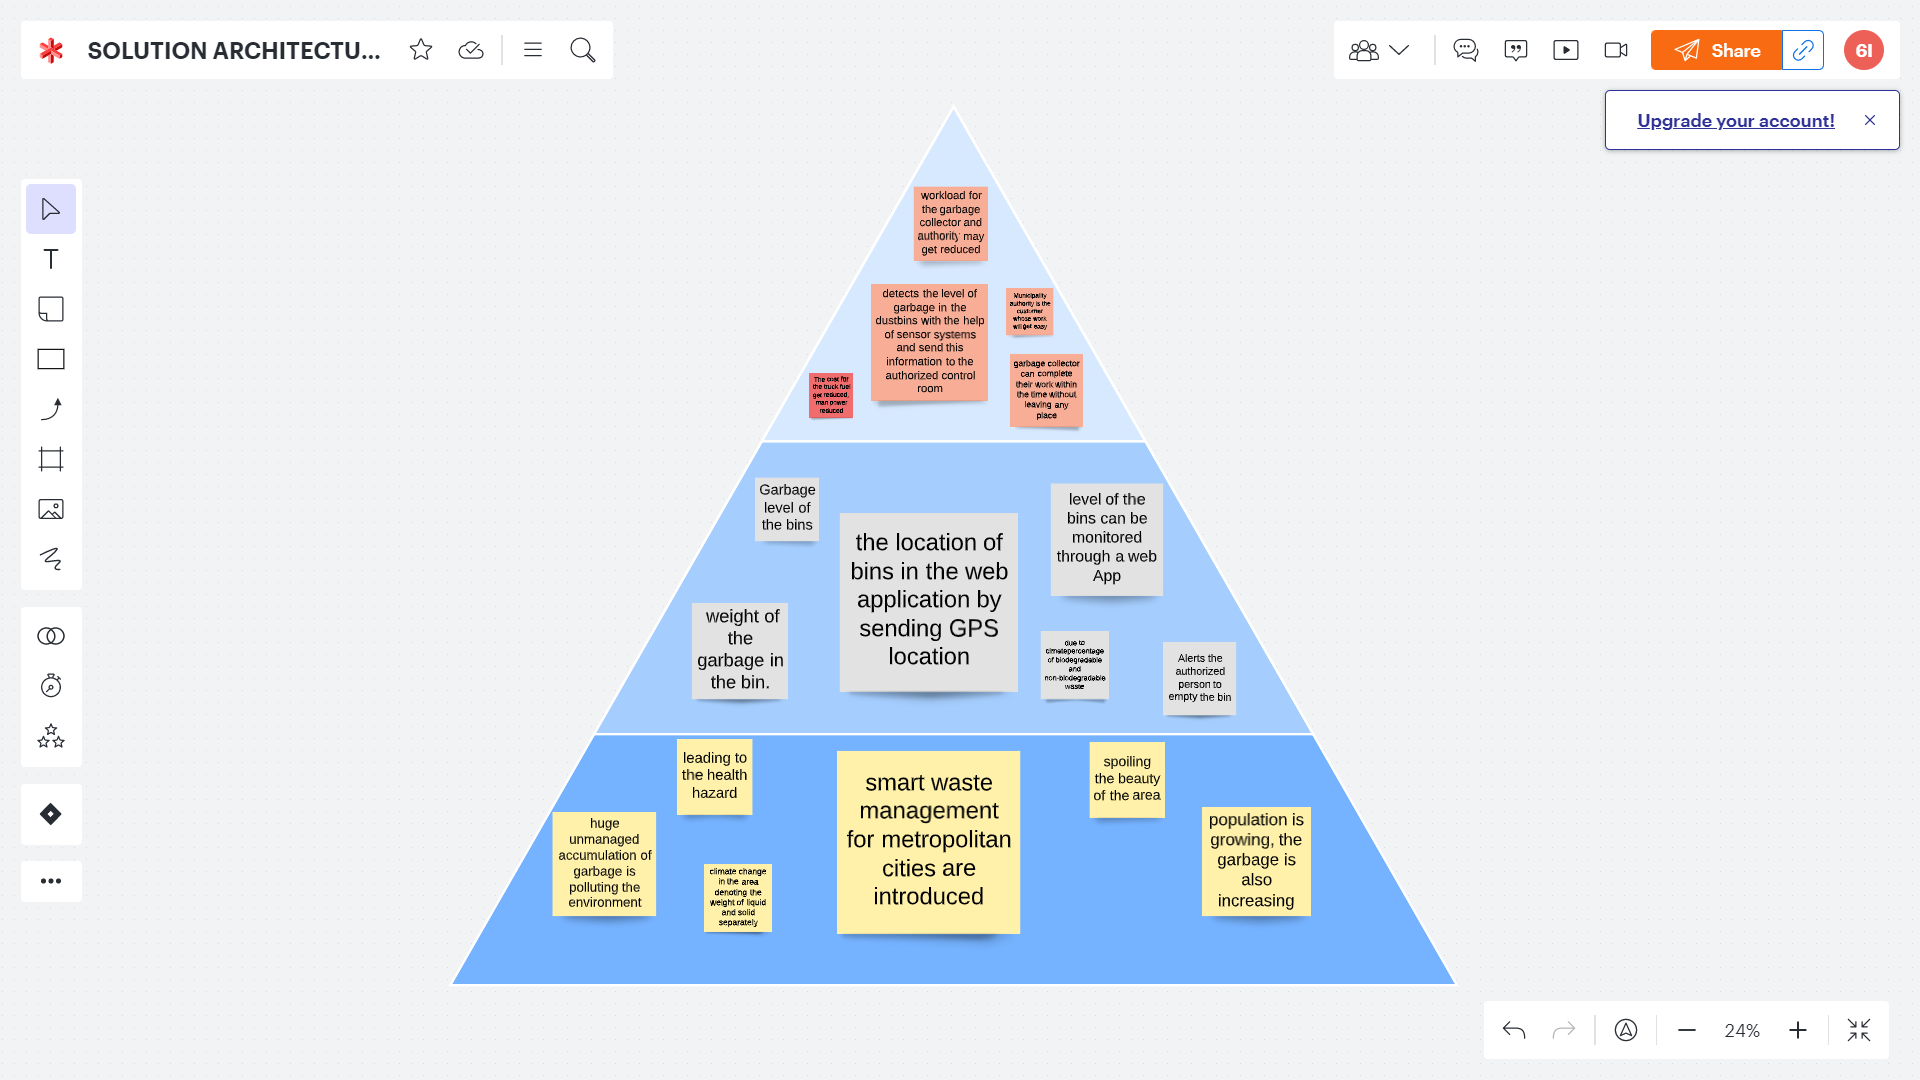 SOLUTION ARCHITECTU...
Share
6I
Upgrade your account!
T
workload for
the garbage
collector and
authority may
get reduced
detects the level of
garbage in the
dustbins with the help
of sensor systems
and send this
information to the
authorized control
room
Municipality
authority is the
customer
whose work
will get easy
The cost for
the truck fuel
get reduced,
man power
reduced
garbage collector
can complete
their work within
the time without
leaving any
place
Garbage
level of
the bins
the location of
bins in the web
application by
sending GPS
location
level of the
bins can be
monitored
through a web
App
weight of
the
garbage in
the bin.
due to
climatepercentage
of biodegradable
and
non-biodegradable
waste
Alerts the
authorized
person to
empty the bin
leading to
the health
hazard
smart waste
management
for metropolitan
cities are
introduced
spoiling
the beauty
of the area
huge
unmanaged
accumulation of
garbage is
polluting the
environment
climate change
in the area
denoting the
weight of liquid
and solid
separately
population is
growing, the
garbage is
also
increasing
24%